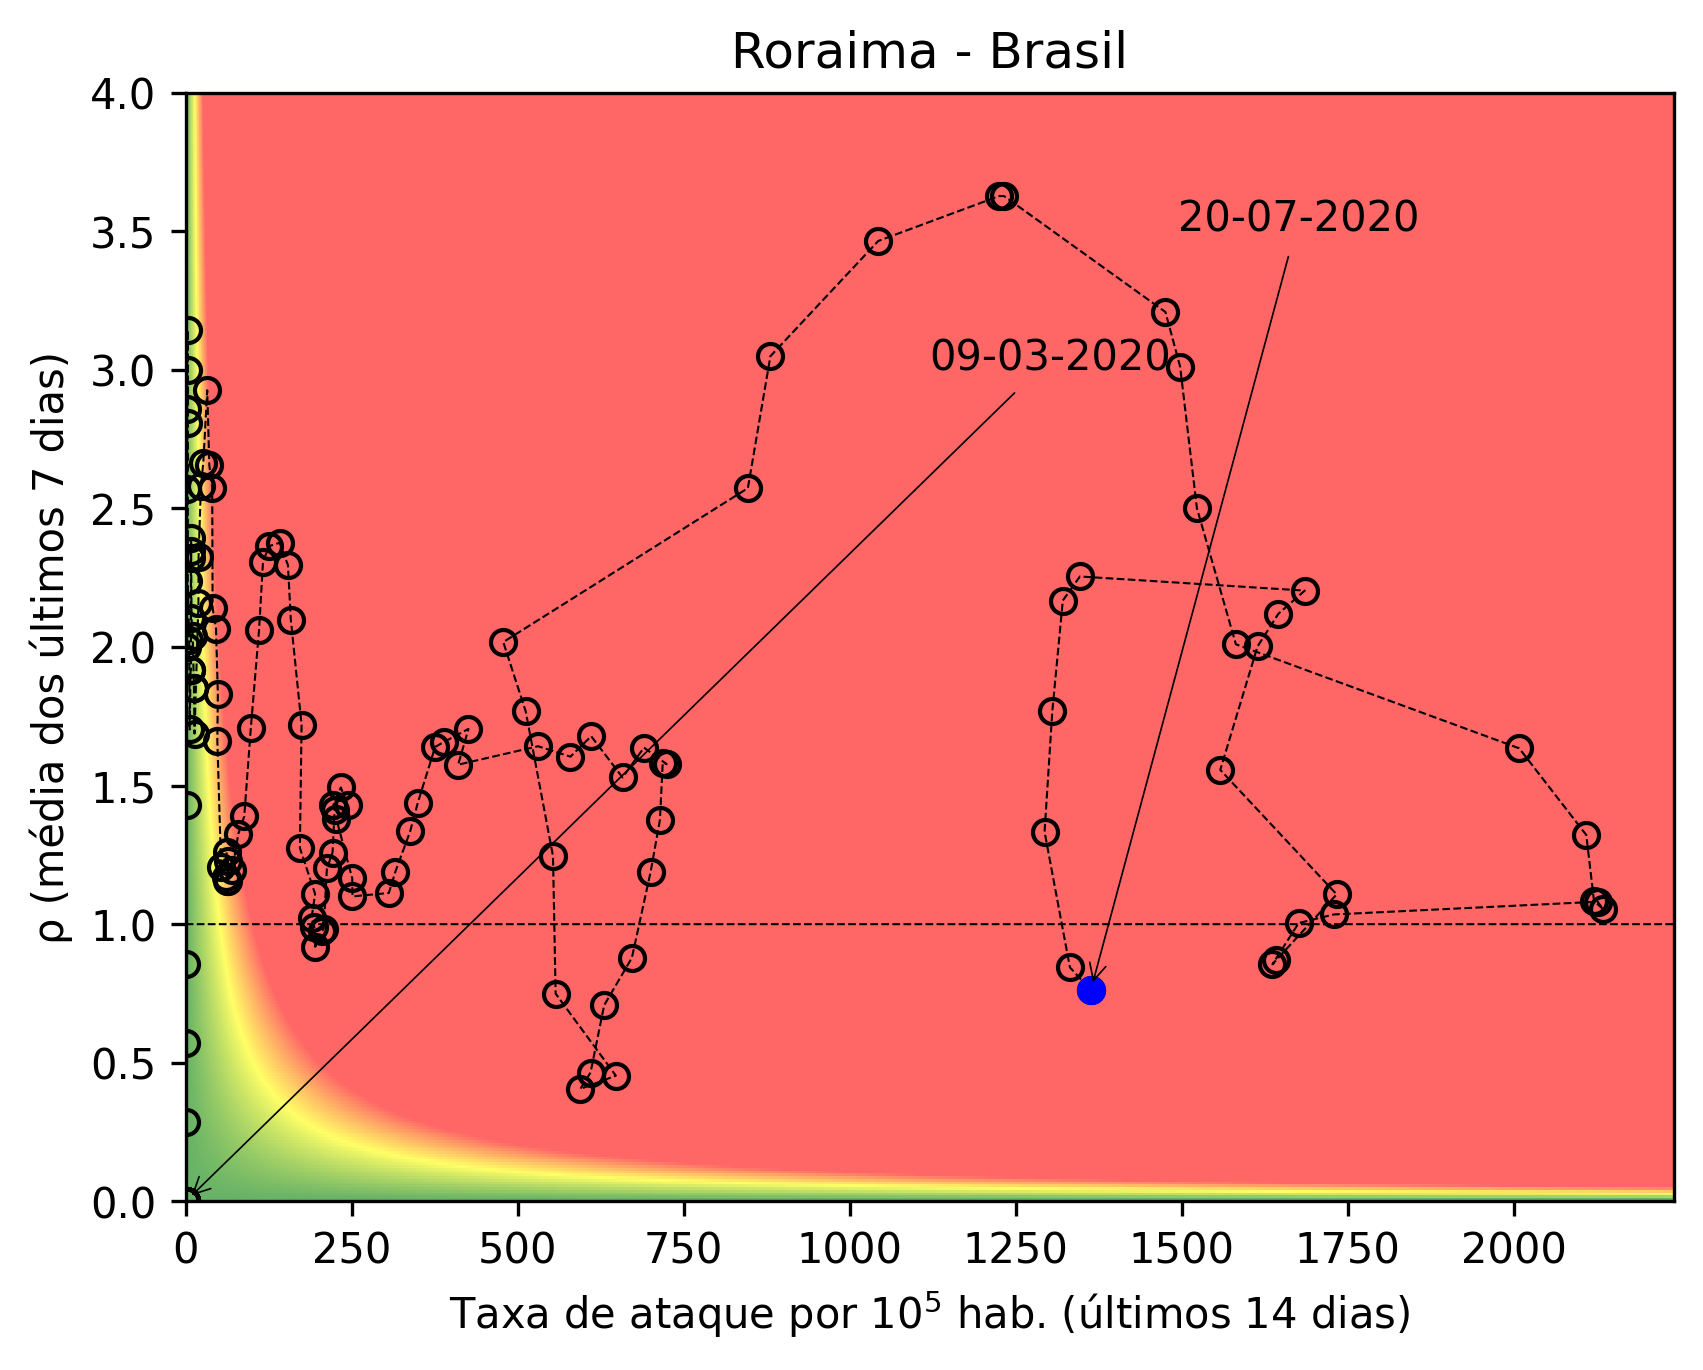 Roraima - Brasil
4.0
3.5
3.0
2.5
2.0
1.5
1.0
0.5
0.0
ρ (média dos últimos 7 dias)
20-07-2020
09-03-2020
0 250 500 750 1000 1250 1500 1750 2000
Taxa de ataque por 10⁵ hab. (últimos 14 dias)